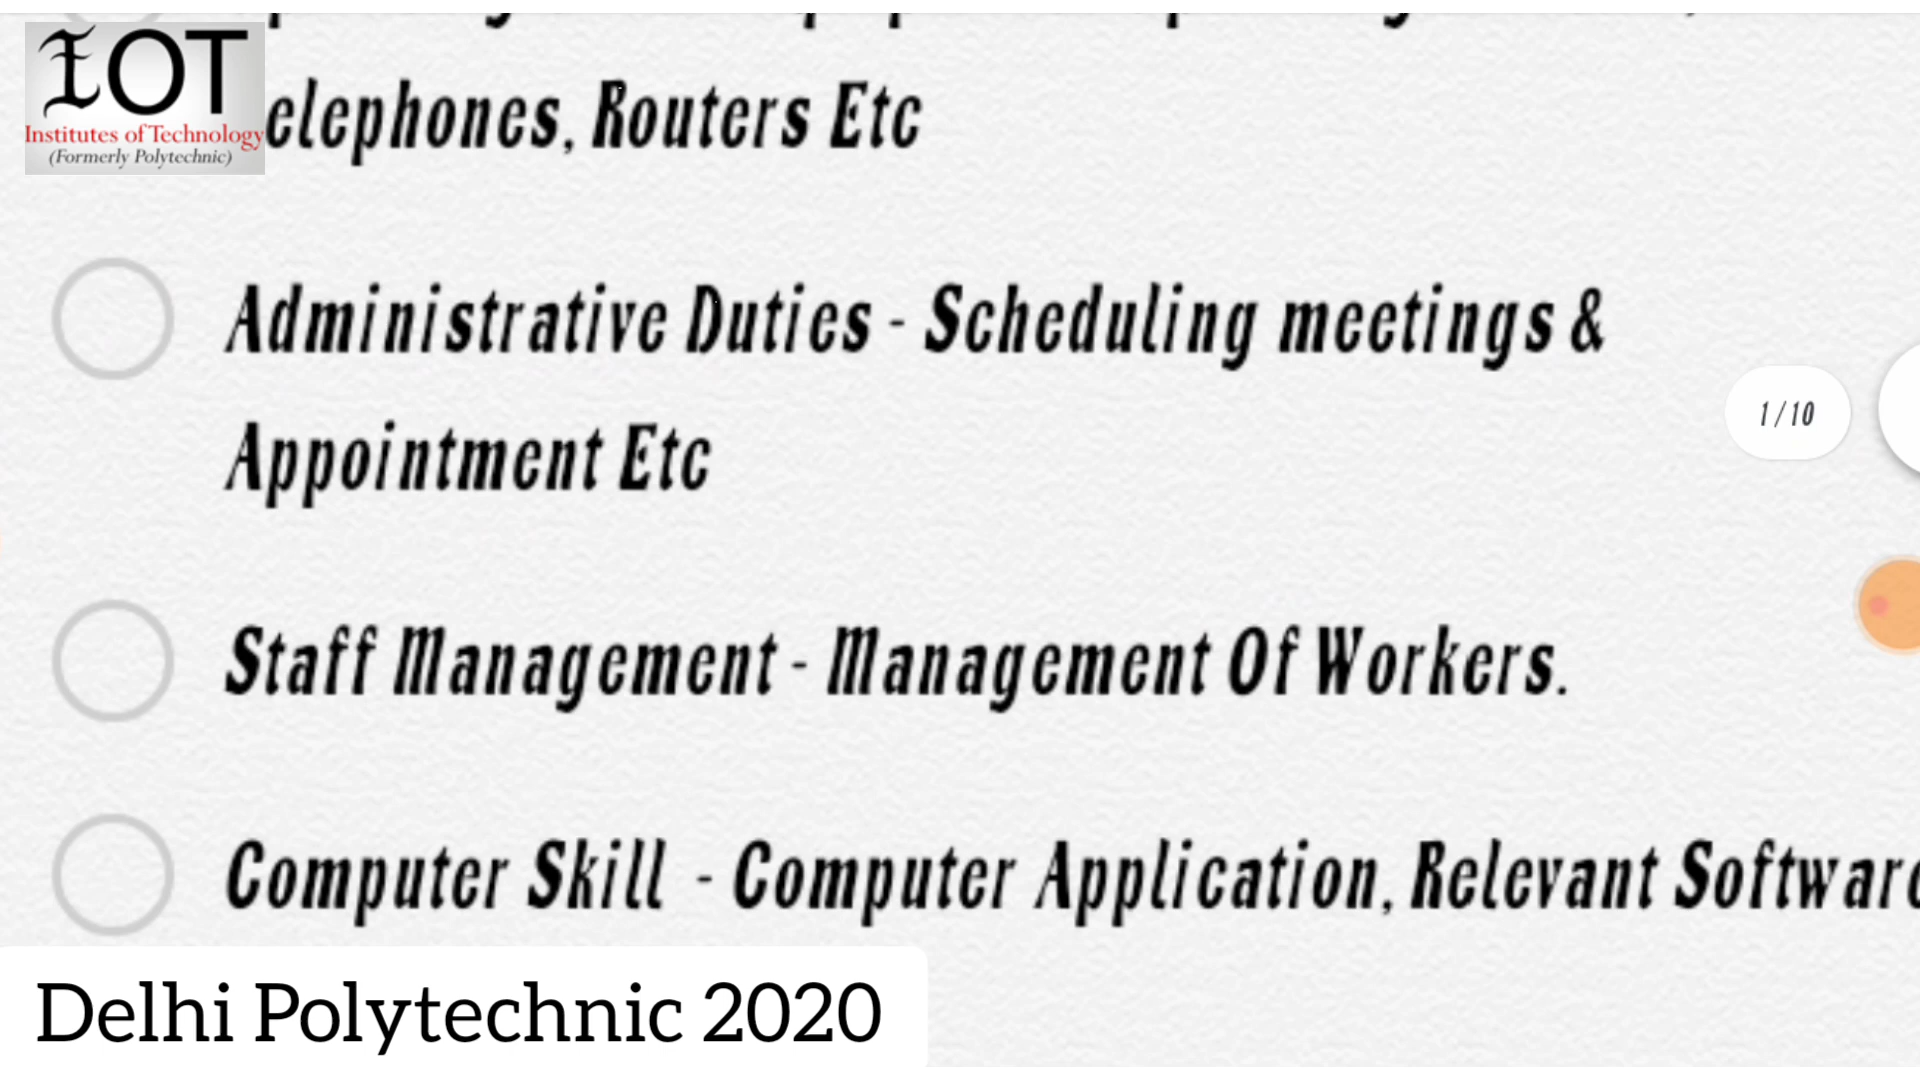 IOT
Institutes of Technology
(Formerly Polytechnic)
elephones, Routers Etc
Administrative Duties - Scheduling meetings &
Appointment Etc
1/10
Staff Management - Management Of Workers.
Computer Skill - Computer Application, Relevant Software
Delhi Polytechnic 2020